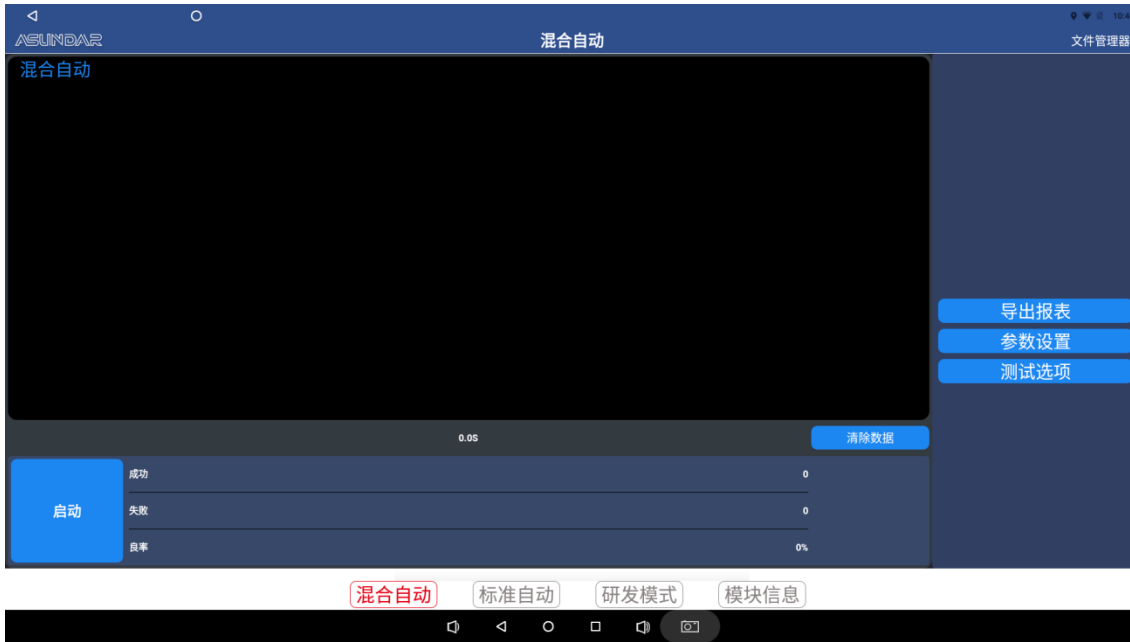 10:4
ASUNDAR
混合自动
文件管理器
混合自动
导出报表
参数设置
测试选项
0.0S
清除数据
启动
成功
0
失败
0
良率
0%
混合自动
标准自动
研发模式
模块信息